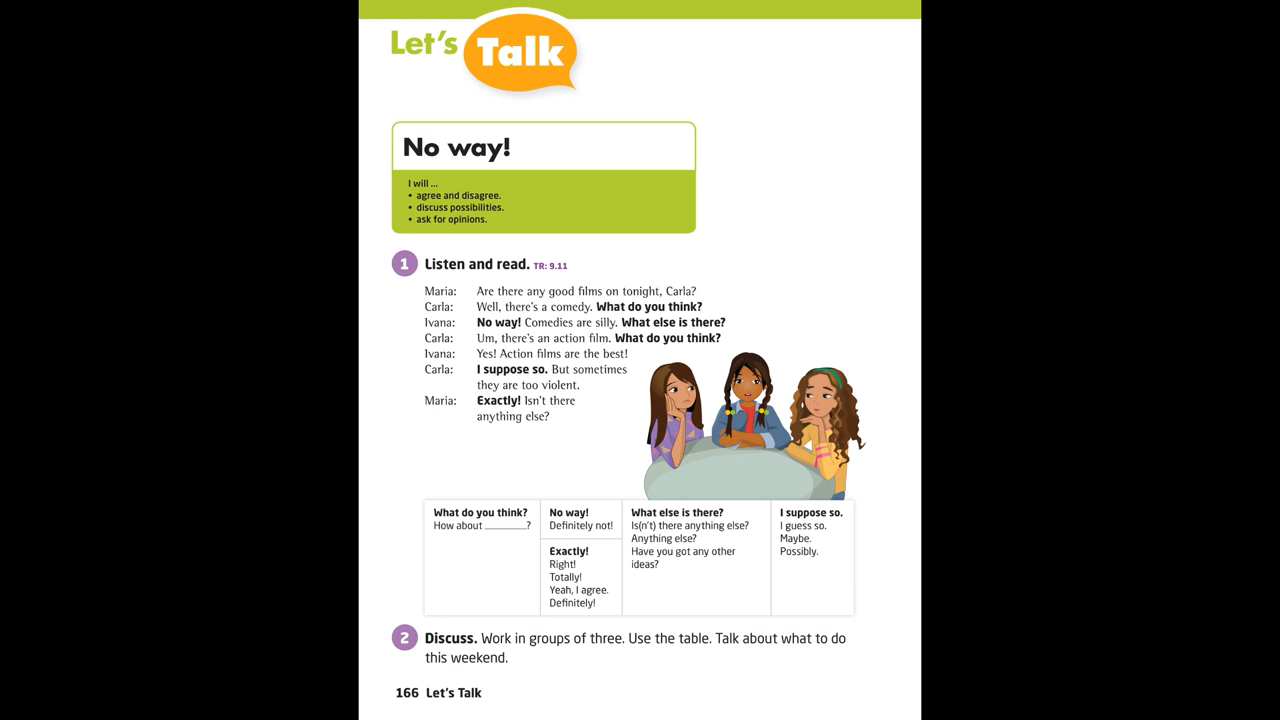 Let's Talk
No way!
I will ...
• agree and disagree.
• discuss possibilities.
• ask for opinions.
1 Listen and read. TR: 9.11
Maria: Are there any good films on tonight, Carla?
Carla: Well, there's a comedy. What do you think?
Ivana: No way! Comedies are silly. What else is there?
Carla: Um, there's an action film. What do you think?
Ivana: Yes! Action films are the best!
Carla: I suppose so. But sometimes
they are too violent.
Maria: Exactly! Isn't there
anything else?
What do you think?
How about ________?
No way!
Definitely not!
Exactly!
Right!
Totally!
Yeah, I agree.
Definitely!
What else is there?
Is(n't) there anything else?
Anything else?
Have you got any other
ideas?
I suppose so.
I guess so.
Maybe.
Possibly.
2 Discuss. Work in groups of three. Use the table. Talk about what to do
this weekend.
166 Let's Talk